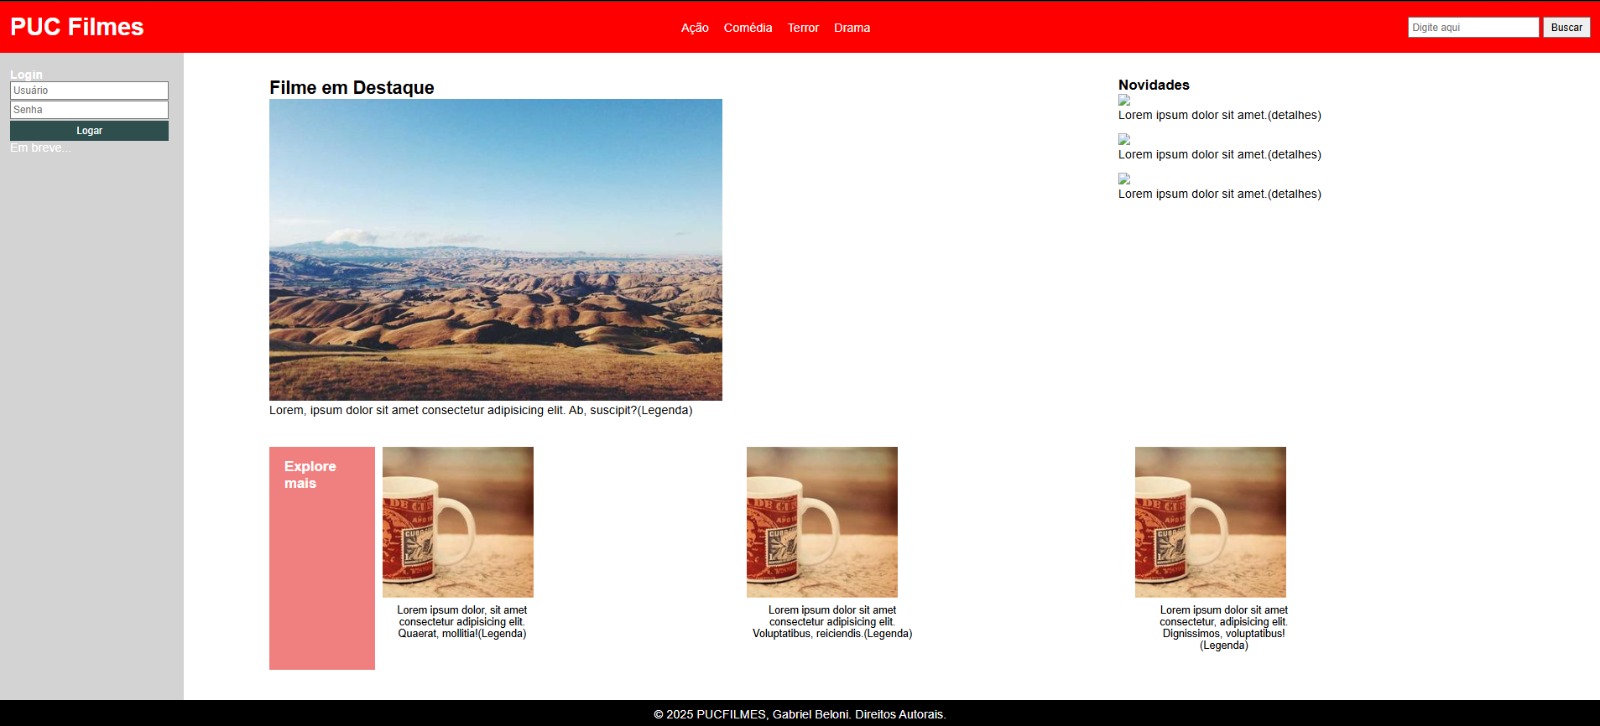 PUC Filmes
Ação Comédia Terror Drama
Digite aqui Buscar
Login
Usuário
Senha
Logar
Em breve...
Filme em Destaque
Lorem, ipsum dolor sit amet consectetur adipisicing elit. Ab, suscipit?(Legenda)
Novidades
Lorem ipsum dolor sit amet.(detalhes)
Lorem ipsum dolor sit amet.(detalhes)
Lorem ipsum dolor sit amet.(detalhes)
Explore
mais
Lorem ipsum dolor, sit amet
consectetur adipisicing elit.
Quaerat, mollitia!(Legenda)
Lorem ipsum dolor sit amet
consectetur adipisicing elit.
Voluptatibus, reiciendis.(Legenda)
Lorem ipsum dolor sit amet
consectetur, adipisicing elit.
Dignissimos, voluptatibus!
(Legenda)
© 2025 PUCFILMES, Gabriel Beloni. Direitos Autorais.